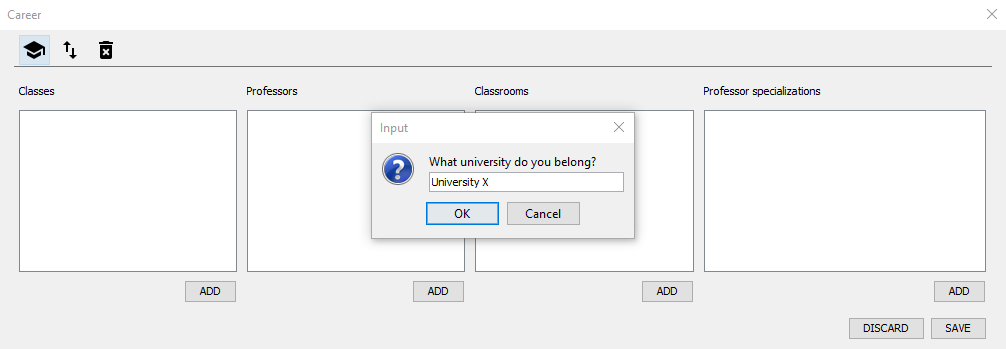 Career
Classes
Professors
Classrooms
Professor specializations
Input
What university do you belong?
University X
OK
Cancel
ADD
ADD
ADD
ADD
DISCARD
SAVE